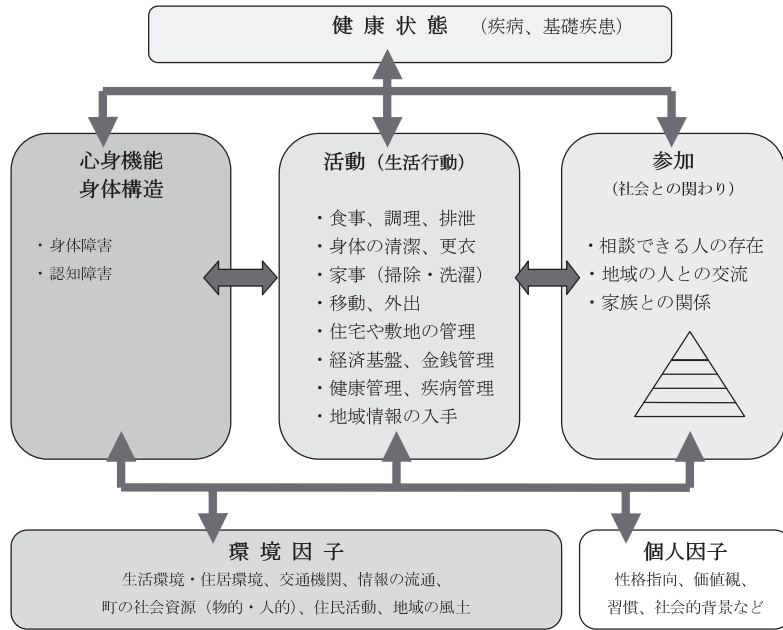 健康状態 (疾病、基礎疾患)
心身機能
身体構造
・身体障害
・認知障害
活動(生活行動)
・食事、調理、排泄
・身体の清潔、更衣
・家事(掃除・洗濯)
・移動、外出
・住宅や敷地の管理
・経済基盤、金銭管理
・健康管理、疾病管理
・地域情報の入手
参加
(社会との関わり)
・相談できる人の存在
・地域の人との交流
・家族との関係
環境因子
生活環境・住居環境、交通機関、情報の流通、
町の社会資源(物的・人的)、住民活動、地域の風土
個人因子
性格指向、価値観、
習慣、社会的背景など